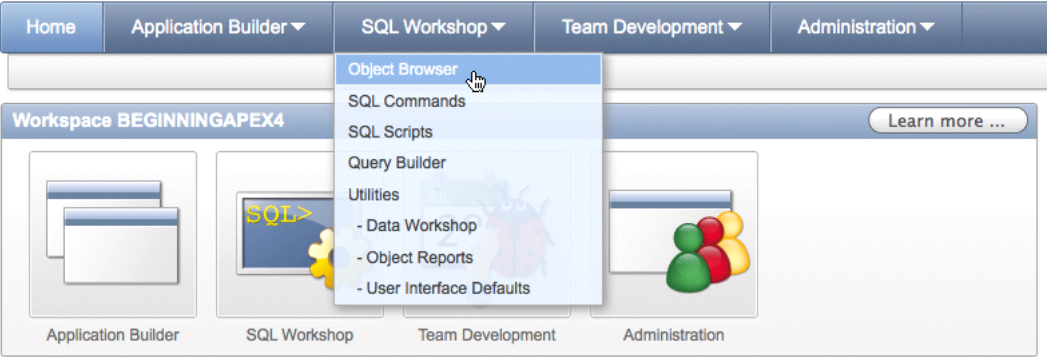 Home Application Builder SQL Workshop Team Development Administration
Object Browser
SQL Commands
SQL Scripts
Query Builder
Utilities
- Data Workshop
- Object Reports
- User Interface Defaults
Workspace BEGINNINGAPEX4 Learn more ...
SQL>
Application Builder SQL Workshop Team Development Administration